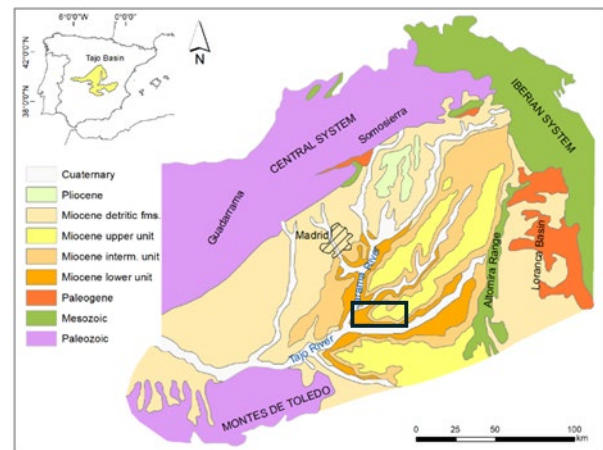 6°0'0"W 0°0'0"
Tajo Basin
42°0'0"N
38°0'0"N
N
CENTRAL SYSTEM
Somosierra
Guadarrama
IBERIAN SYSTEM
Quaternary
Pliocene
Miocene detritic fms.
Miocene upper unit
Miocene interm. unit
Miocene lower unit
Paleogene
Mesozoic
Paleozoic
Madrid
River
Altomira Range
Loranca Basin
Tajo River
MONTES DE TOLEDO
0 25 50 100
km